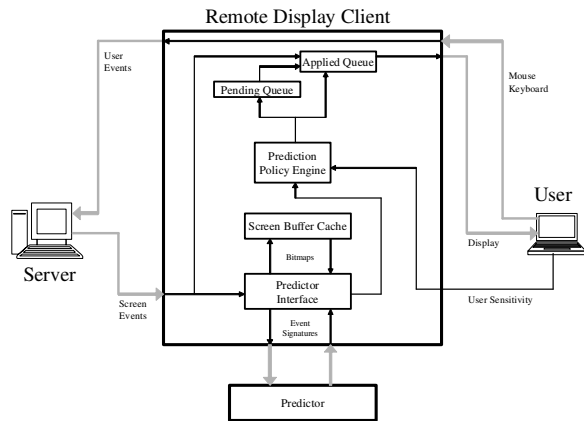 Remote Display Client
User
Events
Applied Queue
Pending Queue
Mouse
Keyboard
Prediction
Policy Engine
User
Screen Buffer Cache
Display
Server
Bitmaps
Predictor
Interface
Screen
Events
User Sensitivity
Event
Signatures
Predictor